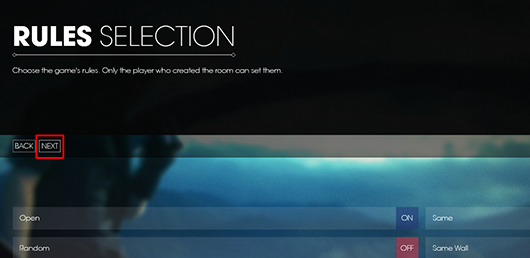 RULES SELECTION
Choose the game's rules. Only the player who created the room can set them.
BACK NEXT
Open ON Same
Random OFF Same Wall